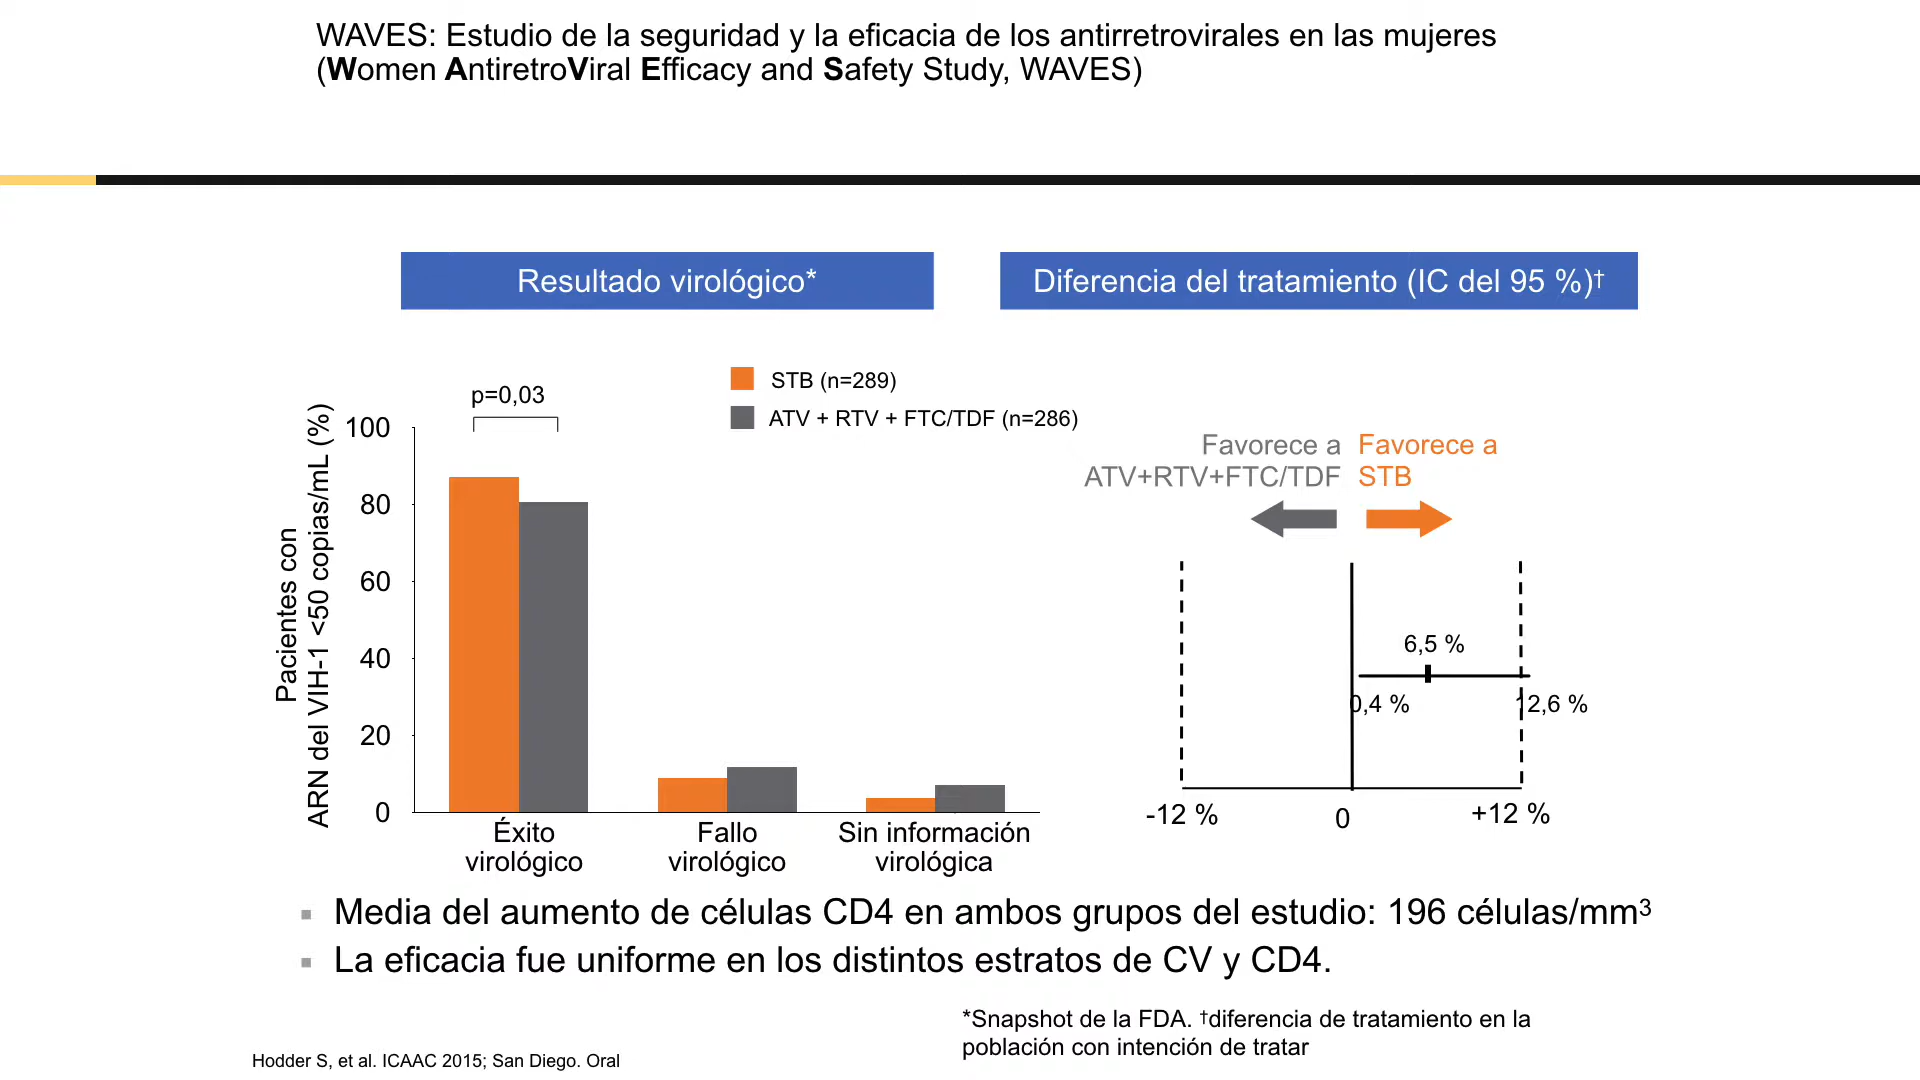 WAVES: Estudio de la seguridad y la eficacia de los antirretrovirales en las mujeres
(Women AntiretroViral Efficacy and Safety Study, WAVES)
Resultado virológico*
Diferencia del tratamiento (IC del 95 %)†
STB (n=289)
ATV + RTV + FTC/TDF (n=286)
p=0,03
Pacientes con
ARN del VIH-1 <50 copias/mL (%)
100
80
60
40
20
0
Éxito
virológico
Fallo
virológico
Sin información
virológica
Favorece a
ATV+RTV+FTC/TDF
Favorece a
STB
6,5 %
0,4 %
12,6 %
-12 %
0
+12 %
▪ Media del aumento de células CD4 en ambos grupos del estudio: 196 células/mm³
▪ La eficacia fue uniforme en los distintos estratos de CV y CD4.
*Snapshot de la FDA. †diferencia de tratamiento en la
población con intención de tratar
Hodder S, et al. ICAAC 2015; San Diego. Oral